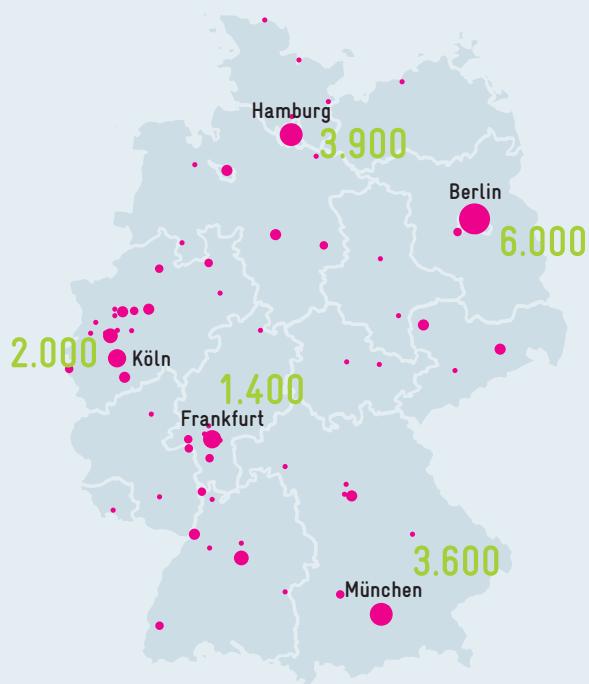 Hamburg
3.900
Berlin
6.000
2.000
Köln
1.400
Frankfurt
3.600
München